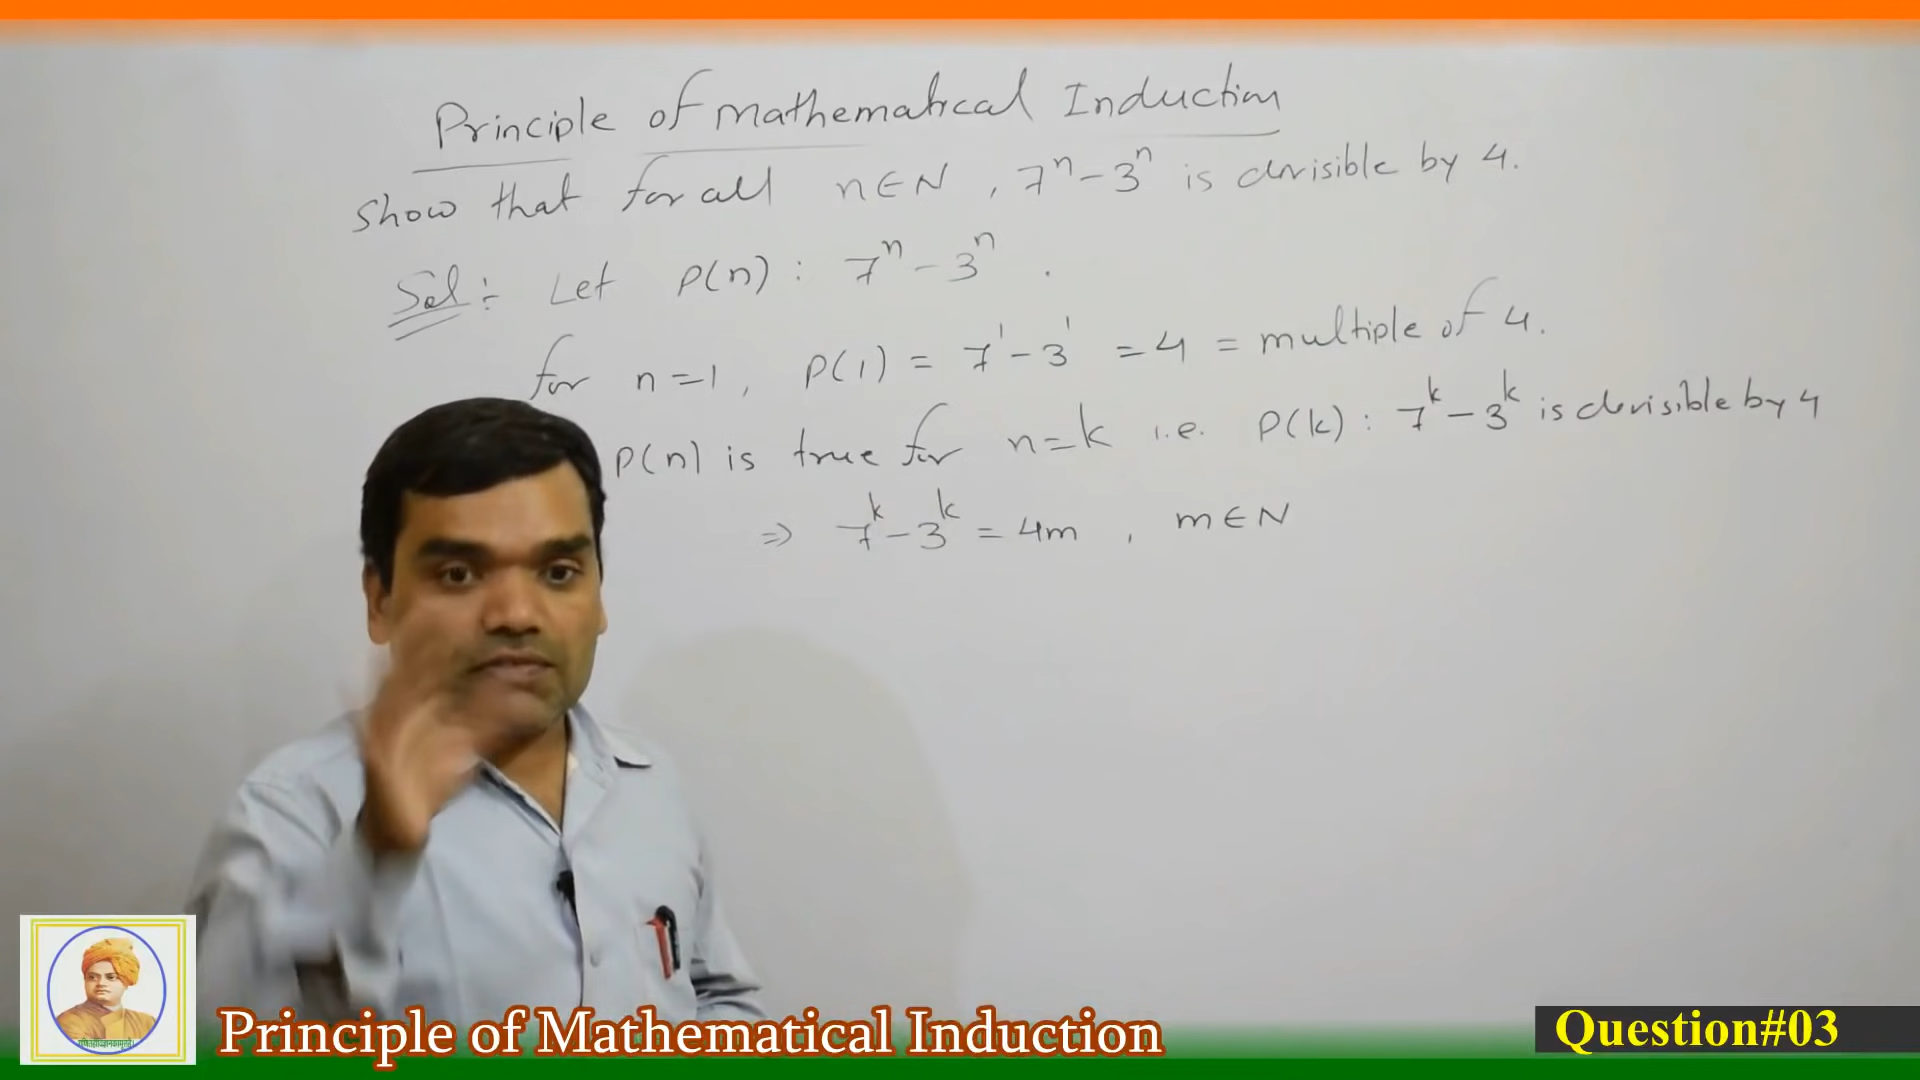 Principle of Mathematical Induction
Show that for all n∈N, 7ⁿ-3ⁿ is divisible by 4.
Sol:- Let P(n) : 7ⁿ-3ⁿ.
for n=1, P(1) = 7¹-3¹ = 4 = multiple of 4.
P(n) is true for n=k i.e. P(k) : 7ᵏ-3ᵏ is divisible by 4
⇒ 7ᵏ-3ᵏ = 4m, m∈N
Principle of Mathematical Induction
Question#03